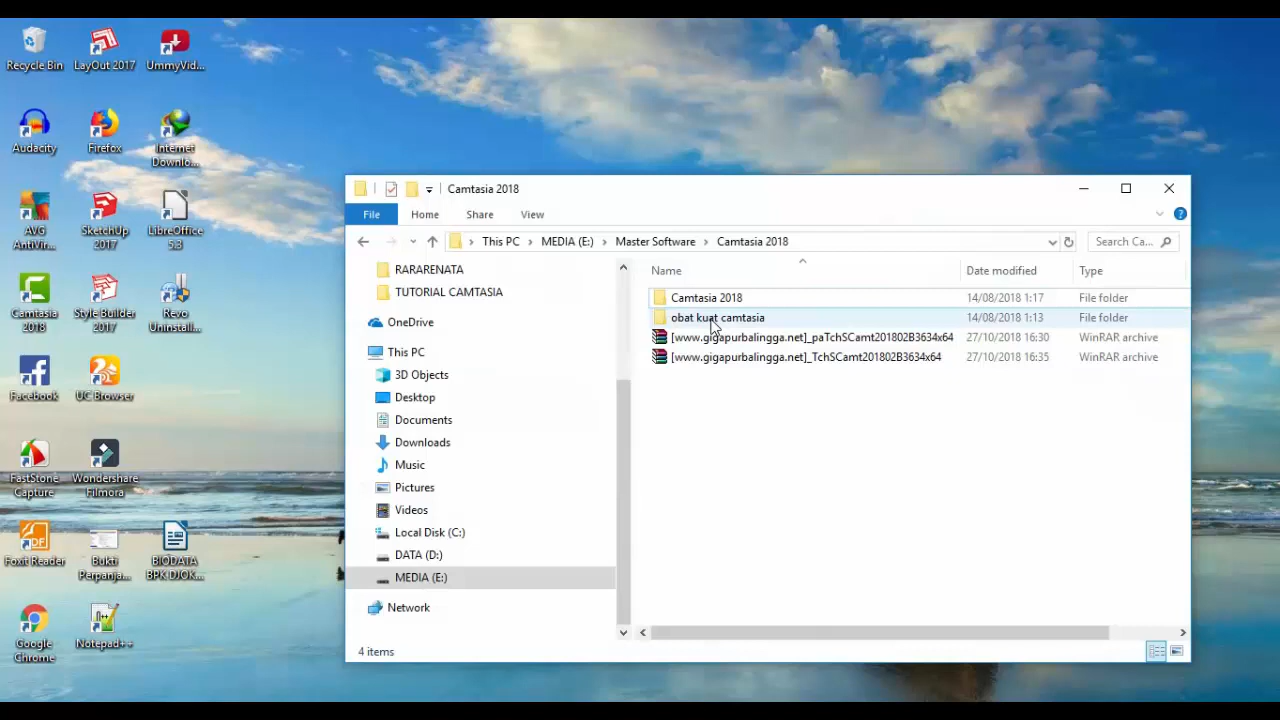 Recycle Bin
LayOut 2017
UmmyVid...
Audacity
Firefox
Internet
Downlo...
AVG
AntiVir...
SketchUp
2017
LibreOffice
5.3
Camtasia
2018
Style Builder
2017
Revo
Uninstall...
Facebook
UC Browser
FastStone
Capture
Wondershare
Filmora
Foxit Reader
Bukti
Perpanja...
BIODATA
BPK DJOK...
Google
Chrome
Notepad++
Camtasia 2018
File
Home
Share
View
This PC
MEDIA (E:)
Master Software
Camtasia 2018
Search Ca...
RARARENATA
TUTORIAL CAMTASIA
OneDrive
This PC
3D Objects
Desktop
Documents
Downloads
Music
Pictures
Videos
Local Disk (C:)
DATA (D:)
MEDIA (E:)
Network
Name Date modified Type
Camtasia 2018 14/08/2018 1:17 File folder
obat kuat camtasia 14/08/2018 1:13 File folder
[www.gigapurbalingga.net]_paTchSCamt201802B3634x64 27/10/2018 16:30 WinRAR archive
[www.gigapurbalingga.net]_TchSCamt201802B3634x64 27/10/2018 16:35 WinRAR archive
4 items